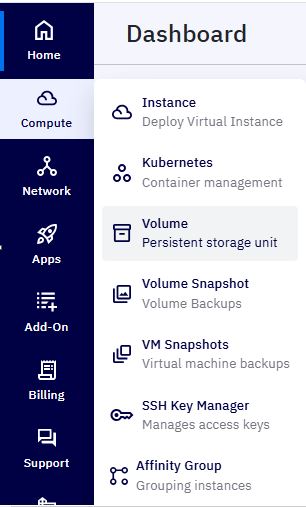 Dashboard
Home
Compute
Network
Apps
Add-On
Billing
Support
Instance
Deploy Virtual Instance
Kubernetes
Container management
Volume
Persistent storage unit
Volume Snapshot
Volume Backups
VM Snapshots
Virtual machine backups
SSH Key Manager
Manages access keys
Affinity Group
Grouping instances